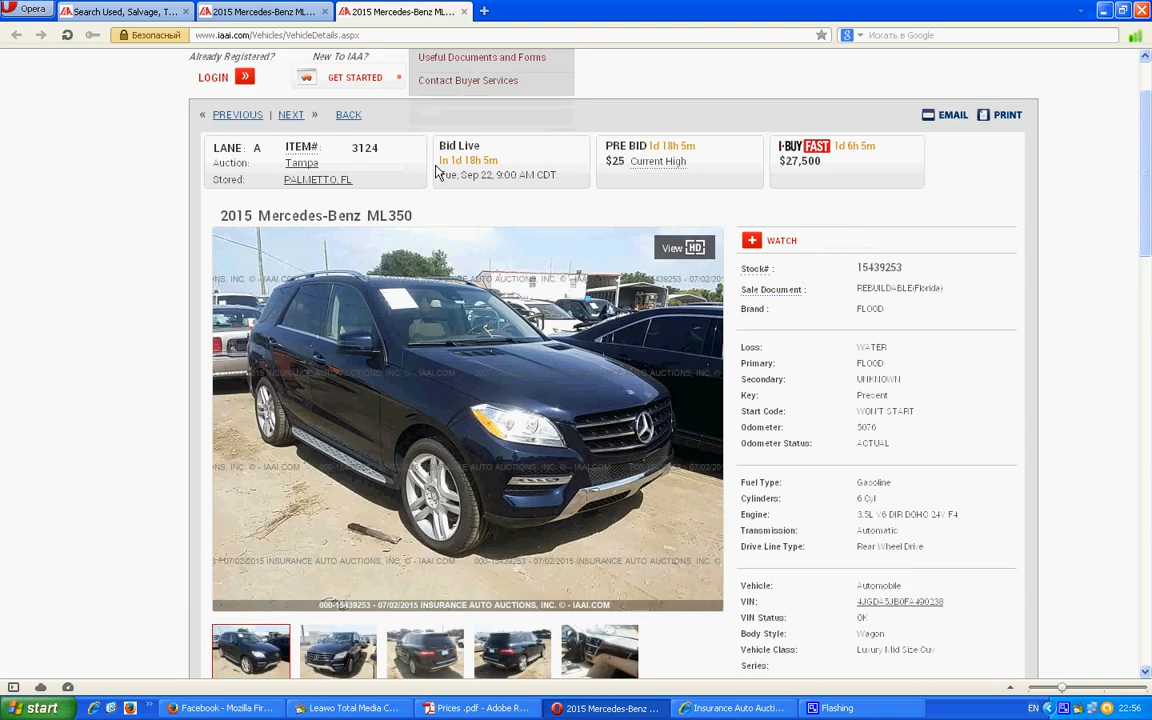 Opera
Search Used, Salvage, T...
2015 Mercedes-Benz ML...
2015 Mercedes-Benz ML...
Безопасный
www.iaai.com/Vehicles/VehicleDetails.aspx
Искать в Google
Already Registered?
New To IAA?
Useful Documents and Forms
LOGIN »
GET STARTED »
Contact Buyer Services
« PREVIOUS | NEXT » BACK
EMAIL
PRINT
LANE: A ITEM#: 3124
Auction: Tampa
Stored: PALMETTO, FL
Bid Live
In 1d 18h 5m
Tue, Sep 22, 9:00 AM CDT
PRE BID 1d 18h 5m
$25 Current High
I-BUY FAST 1d 6h 5m
$27,500
2015 Mercedes-Benz ML350
View HD
WATCH
Stock#: 15439253
Sale Document: REBUILDABLE(Florida)
Brand: FLOOD
Loss: WATER
Primary: FLOOD
Secondary: UNKNOWN
Key: Present
Start Code: WON'T START
Odometer: 5076
Odometer Status: ACTUAL
Fuel Type: Gasoline
Cylinders: 6 Cyl
Engine: 3.5L V6 DIR DOHC 24V F4
Transmission: Automatic
Drive Line Type: Rear Wheel Drive
Vehicle: Automobile
VIN: 4JGDA5JB0FA490238
VIN Status: OK
Body Style: Wagon
Vehicle Class: Luxury Mid Size Cuv
Series:
000-15439253 - 07/02/2015 INSURANCE AUTO AUCTIONS, INC. © - IAAI.COM
start
Facebook - Mozilla Fir...
Leawo Total Media C...
Prices .pdf - Adobe R...
2015 Mercedes-Benz ...
Insurance Auto Aucti...
Flashing
EN
22:56